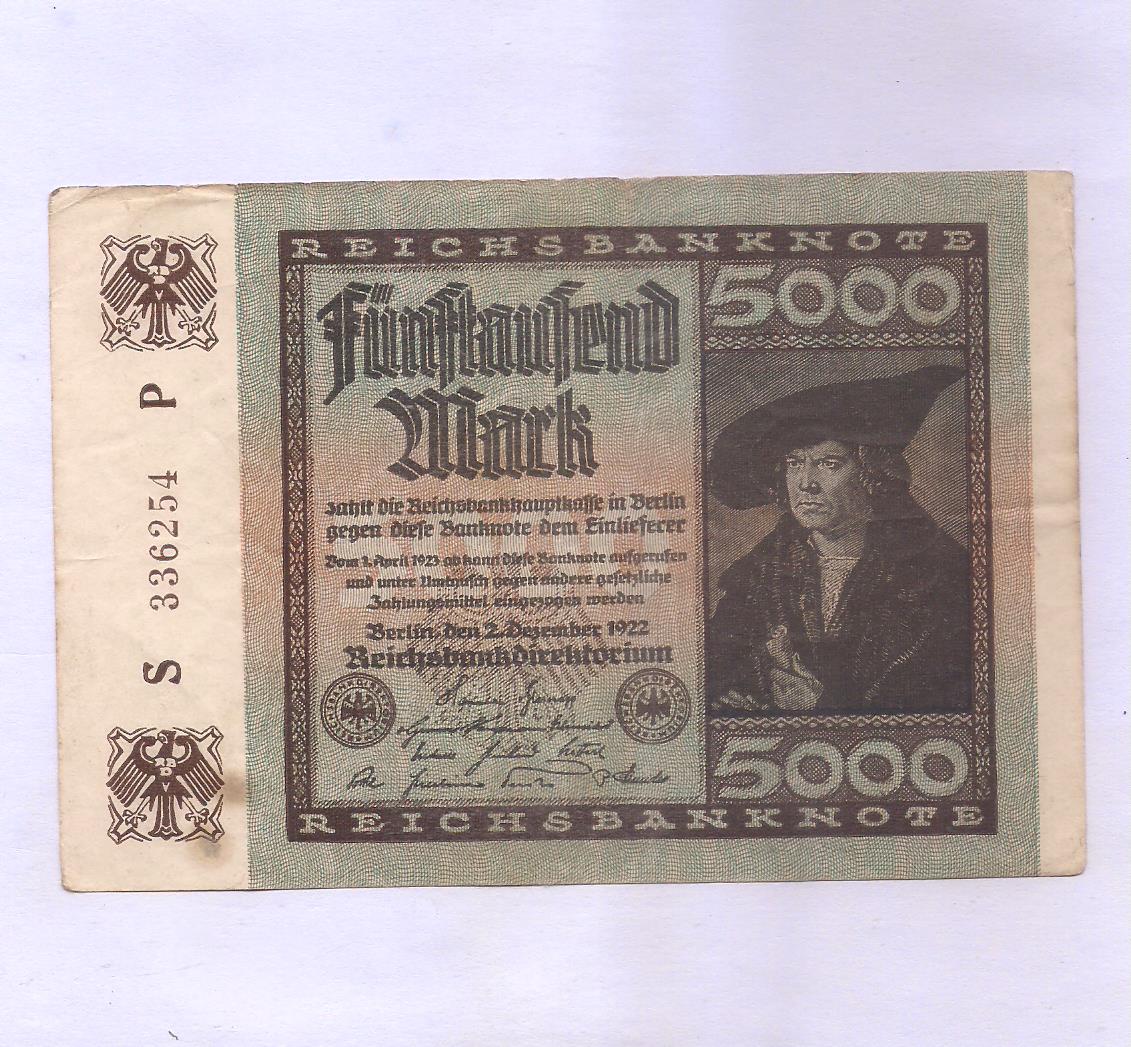 REICHSBANKNOTE
5000
Fünftauſend
Mark
zahlt die Reichsbankhauptkaſſe in Berlin
gegen dieſe Banknote dem Einlieferer
Vom 1. April 1923 ab kann dieſe Banknote aufgerufen
und unter Umtauſch gegen andere geſetzliche
Zahlungsmittel eingezogen werden
Berlin, den 2. Dezember 1922
Reichsbankdirektorium
5000
REICHSBANKNOTE
S 336254 P